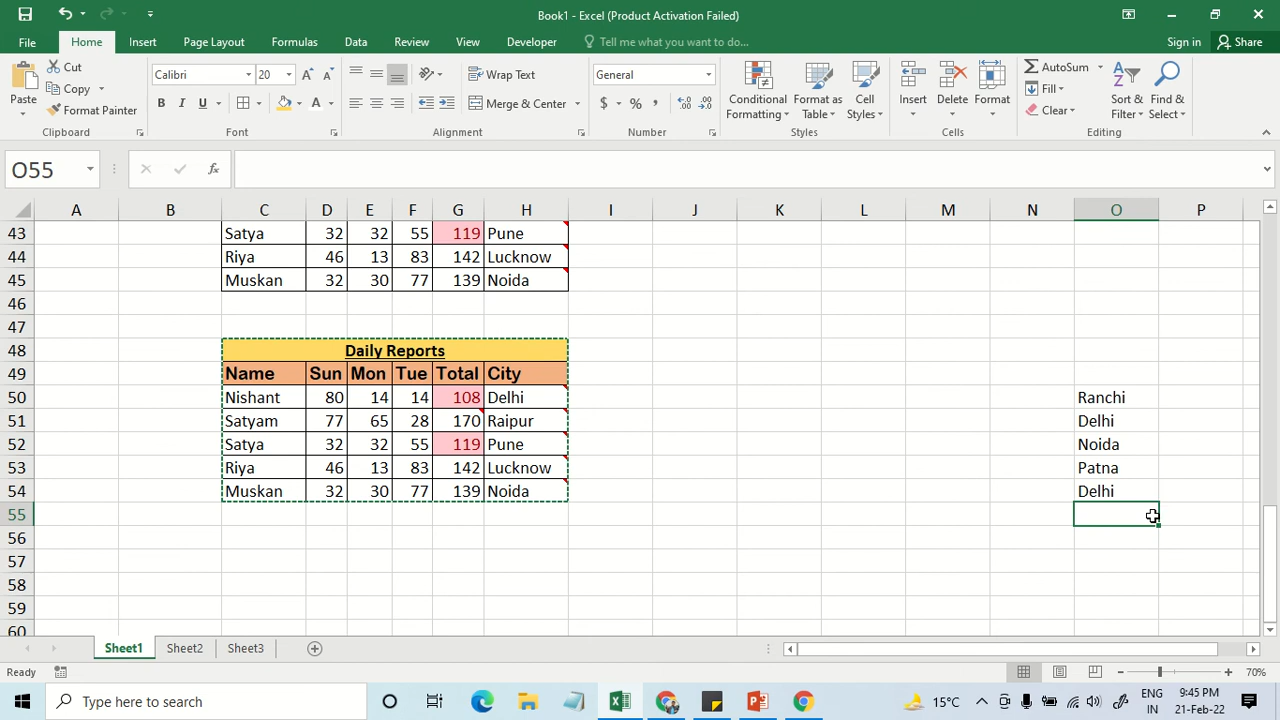 Book1 - Excel (Product Activation Failed)
File Home Insert Page Layout Formulas Data Review View Developer Tell me what you want to do... Sign in Share
Paste Cut Copy Format Painter Clipboard
Calibri 20 B I U Font
Wrap Text Merge & Center Alignment
General $ % , Number
Conditional Formatting Format as Table Cell Styles Styles
Insert Delete Format Cells
AutoSum Fill Clear Sort & Filter Find & Select Editing
O55 fx
A B C D E F G H I J K L M N O P
43 Satya 32 32 55 119 Pune
44 Riya 46 13 83 142 Lucknow
45 Muskan 32 30 77 139 Noida
46
47
48 Daily Reports
49 Name Sun Mon Tue Total City
50 Nishant 80 14 14 108 Delhi Ranchi
51 Satyam 77 65 28 170 Raipur Delhi
52 Satya 32 32 55 119 Pune Noida
53 Riya 46 13 83 142 Lucknow Patna
54 Muskan 32 30 77 139 Noida Delhi
55
56
57
58
59
60
Sheet1 Sheet2 Sheet3
Ready 70%
Type here to search 15°C ENG 9:45 PM
IN 21-Feb-22